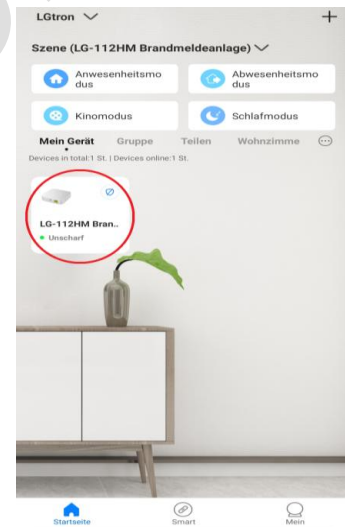 LGtron
Szene (LG-112HM Brandmeldeanlage)
Anwesenheitsmo
dus
Abwesenheitsmo
dus
Kinomodus
Schlafmodus
Mein Gerät Gruppe Teilen Wohnzimme
Devices in total:1 St. | Devices online:1 St.
LG-112HM Bran..
Unscharf
Startseite Smart Mein